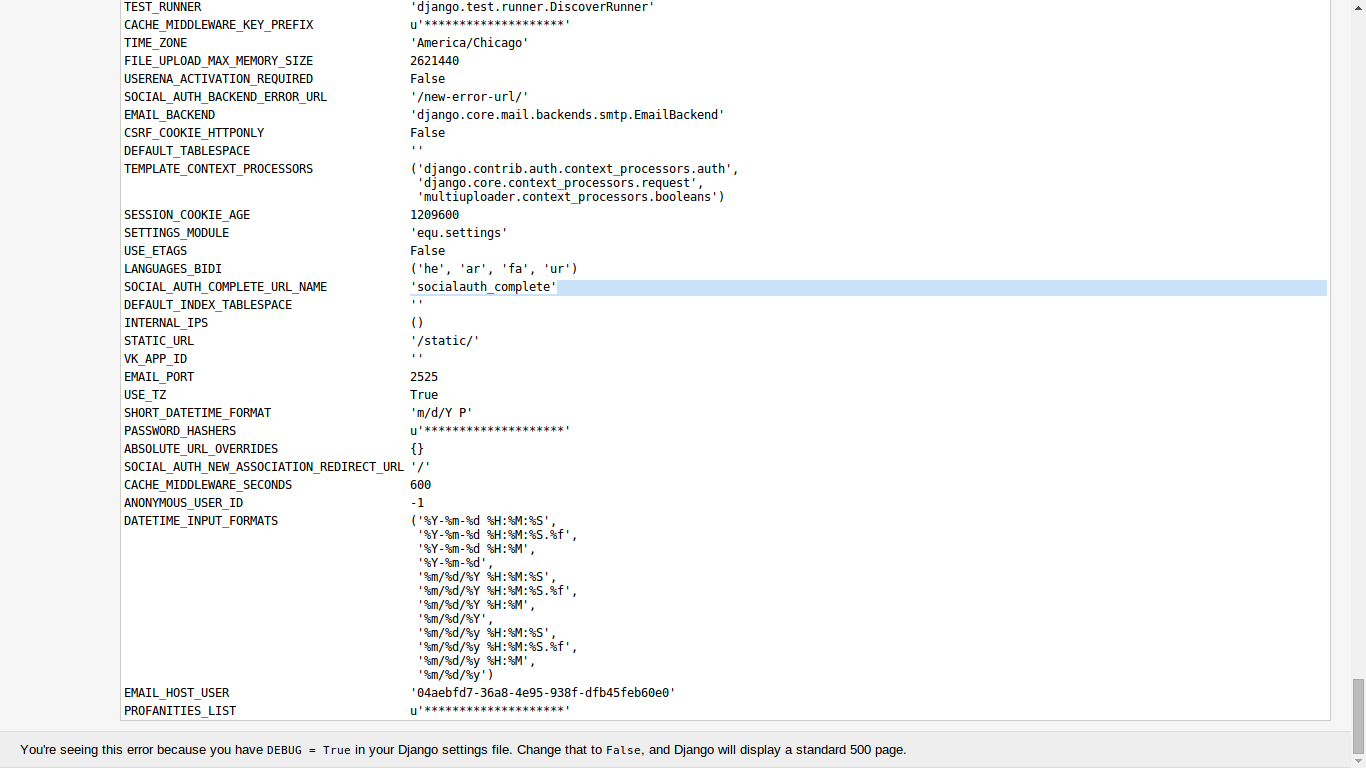 TEST_RUNNER 'django.test.runner.DiscoverRunner'
CACHE_MIDDLEWARE_KEY_PREFIX u'********************'
TIME_ZONE 'America/Chicago'
FILE_UPLOAD_MAX_MEMORY_SIZE 2621440
USERENA_ACTIVATION_REQUIRED False
SOCIAL_AUTH_BACKEND_ERROR_URL '/new-error-url/'
EMAIL_BACKEND 'django.core.mail.backends.smtp.EmailBackend'
CSRF_COOKIE_HTTPONLY False
DEFAULT_TABLESPACE ''
TEMPLATE_CONTEXT_PROCESSORS ('django.contrib.auth.context_processors.auth',
'django.core.context_processors.request',
'multiuploader.context_processors.booleans')
SESSION_COOKIE_AGE 1209600
SETTINGS_MODULE 'equ.settings'
USE_ETAGS False
LANGUAGES_BIDI ('he', 'ar', 'fa', 'ur')
SOCIAL_AUTH_COMPLETE_URL_NAME 'socialauth_complete'
DEFAULT_INDEX_TABLESPACE ''
INTERNAL_IPS ()
STATIC_URL '/static/'
VK_APP_ID ''
EMAIL_PORT 2525
USE_TZ True
SHORT_DATETIME_FORMAT 'm/d/Y P'
PASSWORD_HASHERS u'********************'
ABSOLUTE_URL_OVERRIDES {}
SOCIAL_AUTH_NEW_ASSOCIATION_REDIRECT_URL '/'
CACHE_MIDDLEWARE_SECONDS 600
ANONYMOUS_USER_ID -1
DATETIME_INPUT_FORMATS ('%Y-%m-%d %H:%M:%S',
'%Y-%m-%d %H:%M:%S.%f',
'%Y-%m-%d %H:%M',
'%Y-%m-%d',
'%m/%d/%Y %H:%M:%S',
'%m/%d/%Y %H:%M:%S.%f',
'%m/%d/%Y %H:%M',
'%m/%d/%Y',
'%m/%d/%y %H:%M:%S',
'%m/%d/%y %H:%M:%S.%f',
'%m/%d/%y %H:%M',
'%m/%d/%y')
EMAIL_HOST_USER '04aebfd7-36a8-4e95-938f-dfb45feb60e0'
PROFANITIES_LIST u'********************'
You're seeing this error because you have DEBUG = True in your Django settings file. Change that to False, and Django will display a standard 500 page.